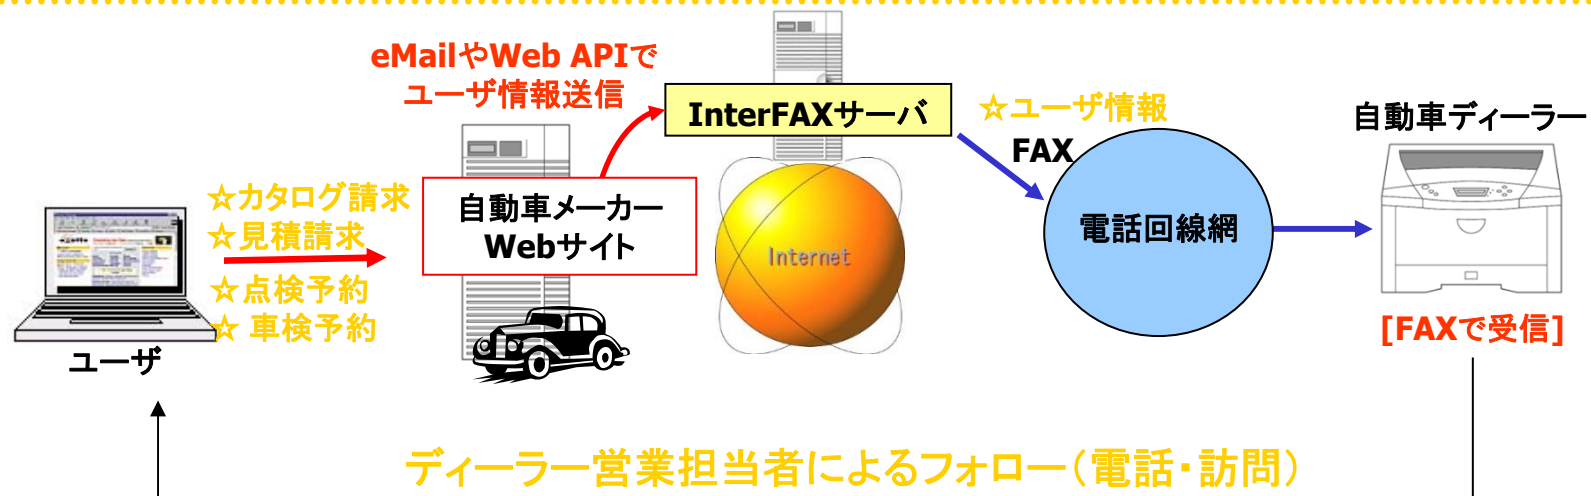 eMailやWeb APIで
ユーザ情報送信
InterFAXサーバ
☆ユーザ情報
FAX
自動車ディーラー
☆カタログ請求
☆見積請求
☆点検予約
☆ 車検予約
自動車メーカー
Webサイト
Internet
電話回線網
ユーザ
[FAXで受信]
ディーラー営業担当者によるフォロー（電話・訪問）